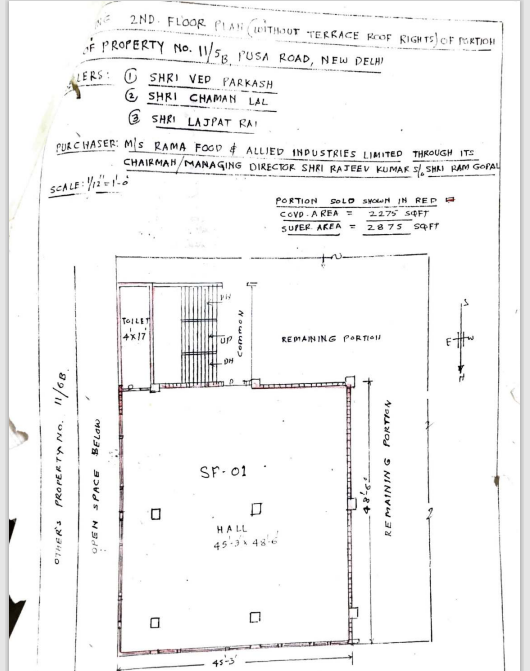 NG 2ND. FLOOR PLAN (WITHOUT TERRACE ROOF RIGHTS) OF PORTION
OF PROPERTY NO. 11/5B, PUSA ROAD, NEW DELHI
LERS: ① SHRI VED PARKASH
② SHRI CHAMAN LAL
③ SHRI LAJPAT RAI
PURCHASER: M/S RAMA FOOD & ALLIED INDUSTRIES LIMITED THROUGH ITS
CHAIRMAN/MANAGING DIRECTOR SHRI RAJEEV KUMAR S/o SHRI RAM GOPAL
SCALE: 1/12"=1'-0"
PORTION SOLD SHOWN IN RED
COVD. AREA = 2275 SQFT
SUPER AREA = 2875 SQFT
TOILET
4'X17'
UP
DN
COMMON
REMAINING PORTION
S
E W
N
OTHER'S PROPERTY NO. 11/6B
OPEN SPACE BELOW
SF-01
HALL
45'-3" X 48'-6"
48'-6"
REMAINING PORTION
45'-3"